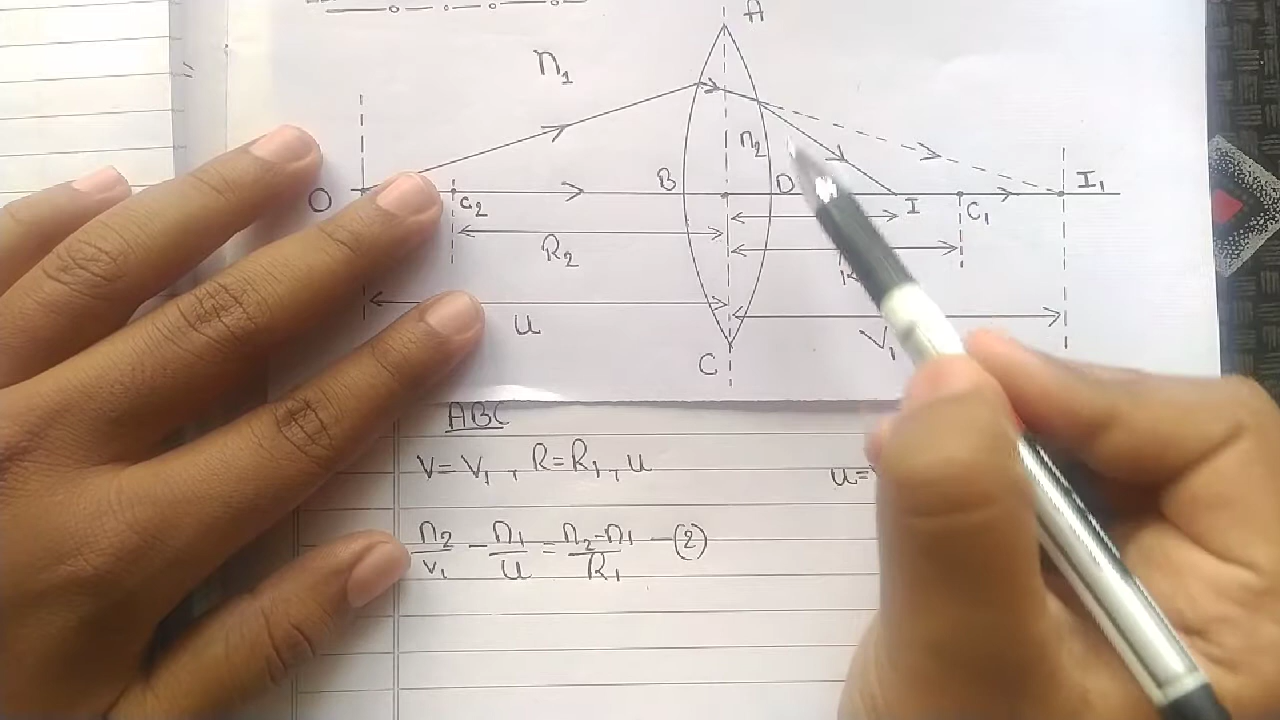 A
n₁
n₂
O
C₂
B
D
I
C₁
I₁
R₂
u
V₁
C
ABC
V=V₁, R=R₁, u
u=
n₂/v₁ - n₁/u = n₂-n₁/R₁ -②